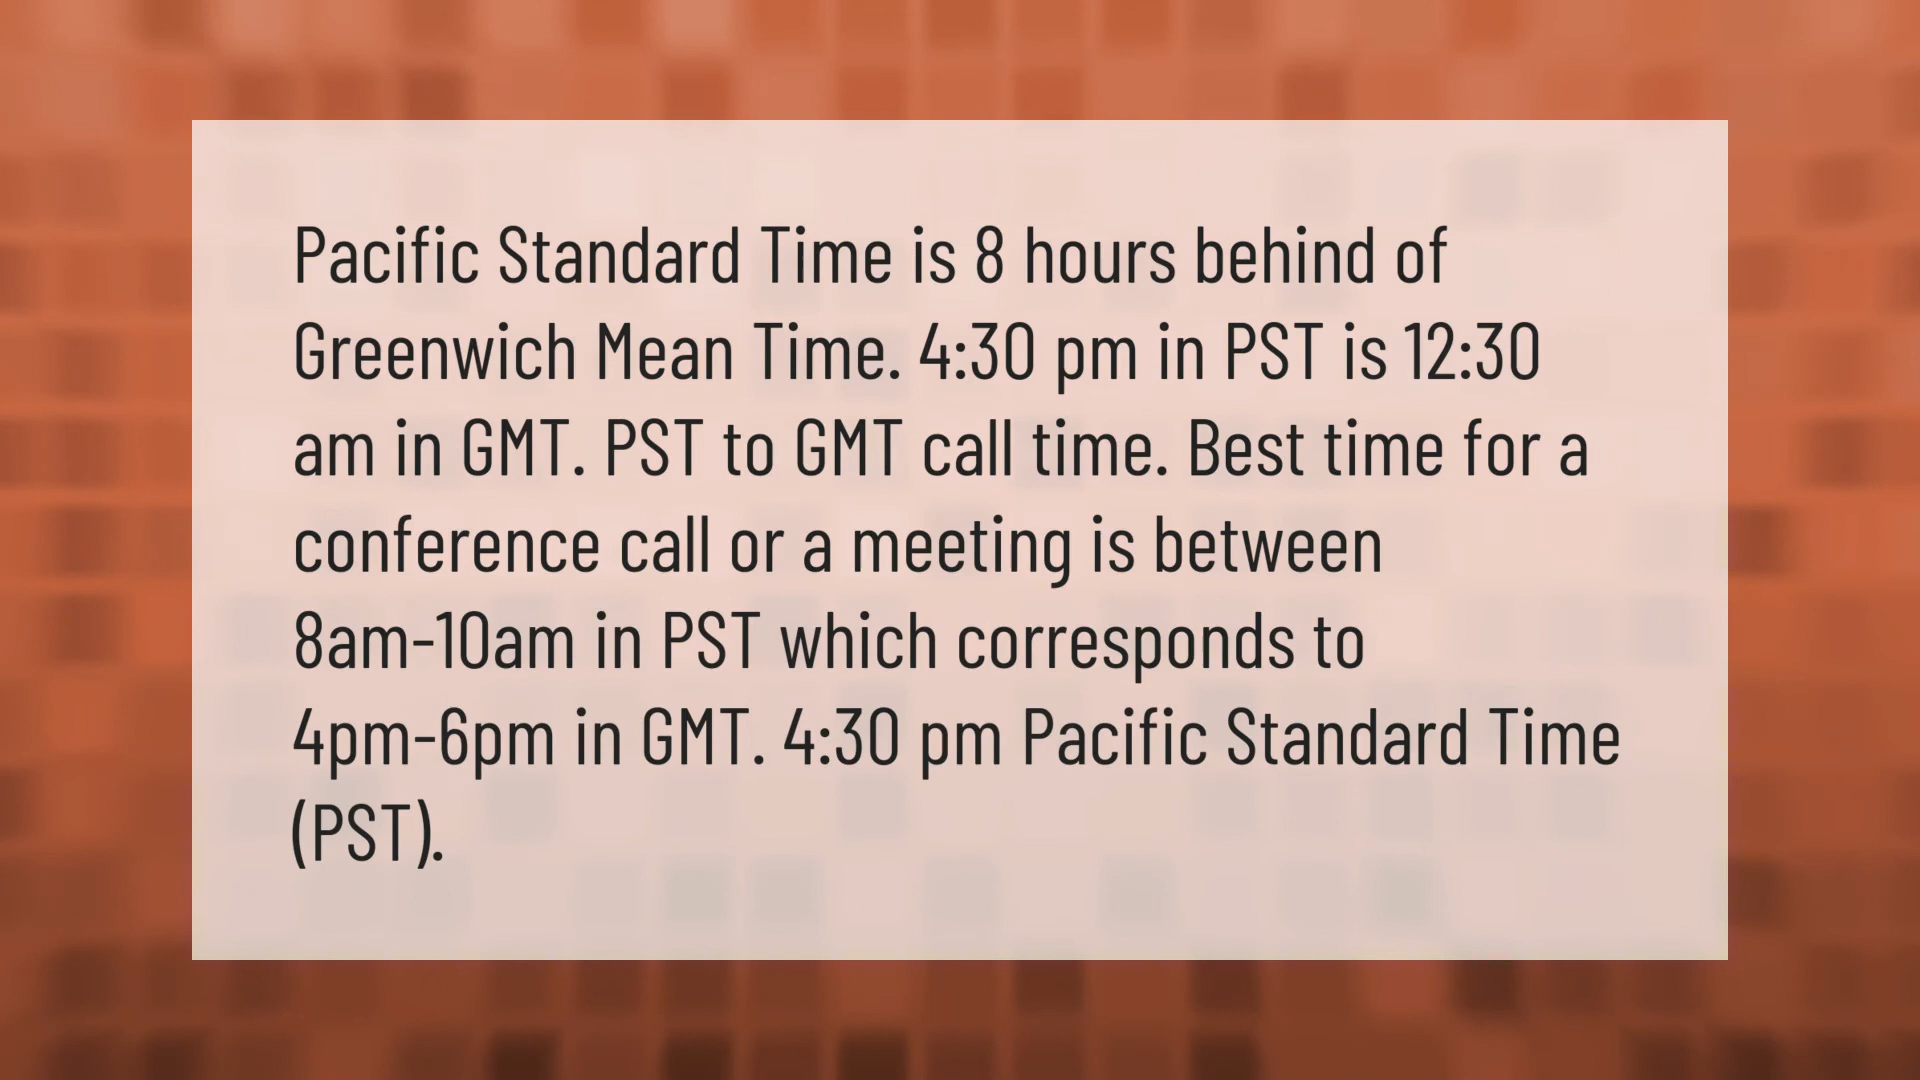 Pacific Standard Time is 8 hours behind of
Greenwich Mean Time. 4:30 pm in PST is 12:30
am in GMT. PST to GMT call time. Best time for a
conference call or a meeting is between
8am-10am in PST which corresponds to
4pm-6pm in GMT. 4:30 pm Pacific Standard Time
(PST).